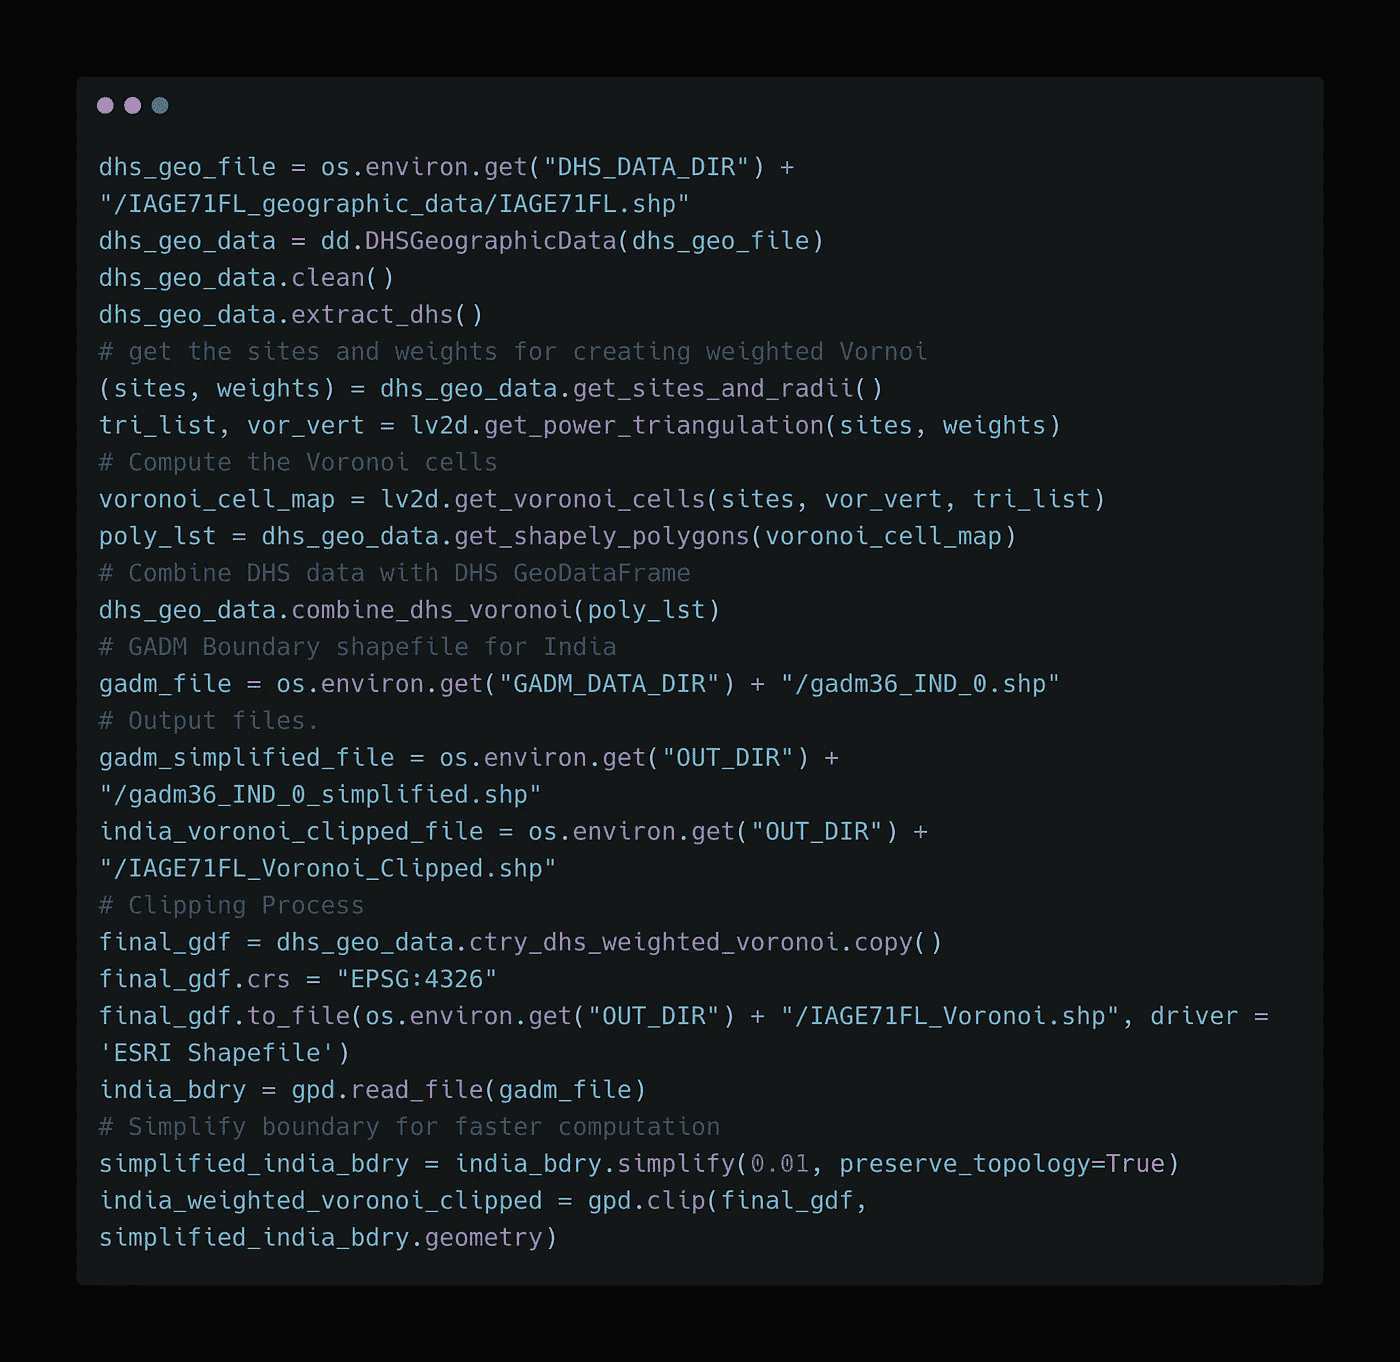 dhs_geo_file = os.environ.get("DHS_DATA_DIR") +
"/IAGE71FL_geographic_data/IAGE71FL.shp"
dhs_geo_data = dd.DHSGeographicData(dhs_geo_file)
dhs_geo_data.clean()
dhs_geo_data.extract_dhs()
# get the sites and weights for creating weighted Vornoi
(sites, weights) = dhs_geo_data.get_sites_and_radii()
tri_list, vor_vert = lv2d.get_power_triangulation(sites, weights)
# Compute the Voronoi cells
voronoi_cell_map = lv2d.get_voronoi_cells(sites, vor_vert, tri_list)
poly_lst = dhs_geo_data.get_shapely_polygons(voronoi_cell_map)
# Combine DHS data with DHS GeoDataFrame
dhs_geo_data.combine_dhs_voronoi(poly_lst)
# GADM Boundary shapefile for India
gadm_file = os.environ.get("GADM_DATA_DIR") + "/gadm36_IND_0.shp"
# Output files.
gadm_simplified_file = os.environ.get("OUT_DIR") +
"/gadm36_IND_0_simplified.shp"
india_voronoi_clipped_file = os.environ.get("OUT_DIR") +
"/IAGE71FL_Voronoi_Clipped.shp"
# Clipping Process
final_gdf = dhs_geo_data.ctry_dhs_weighted_voronoi.copy()
final_gdf.crs = "EPSG:4326"
final_gdf.to_file(os.environ.get("OUT_DIR") + "/IAGE71FL_Voronoi.shp", driver =
'ESRI Shapefile')
india_bdry = gpd.read_file(gadm_file)
# Simplify boundary for faster computation
simplified_india_bdry = india_bdry.simplify(0.01, preserve_topology=True)
india_weighted_voronoi_clipped = gpd.clip(final_gdf,
simplified_india_bdry.geometry)